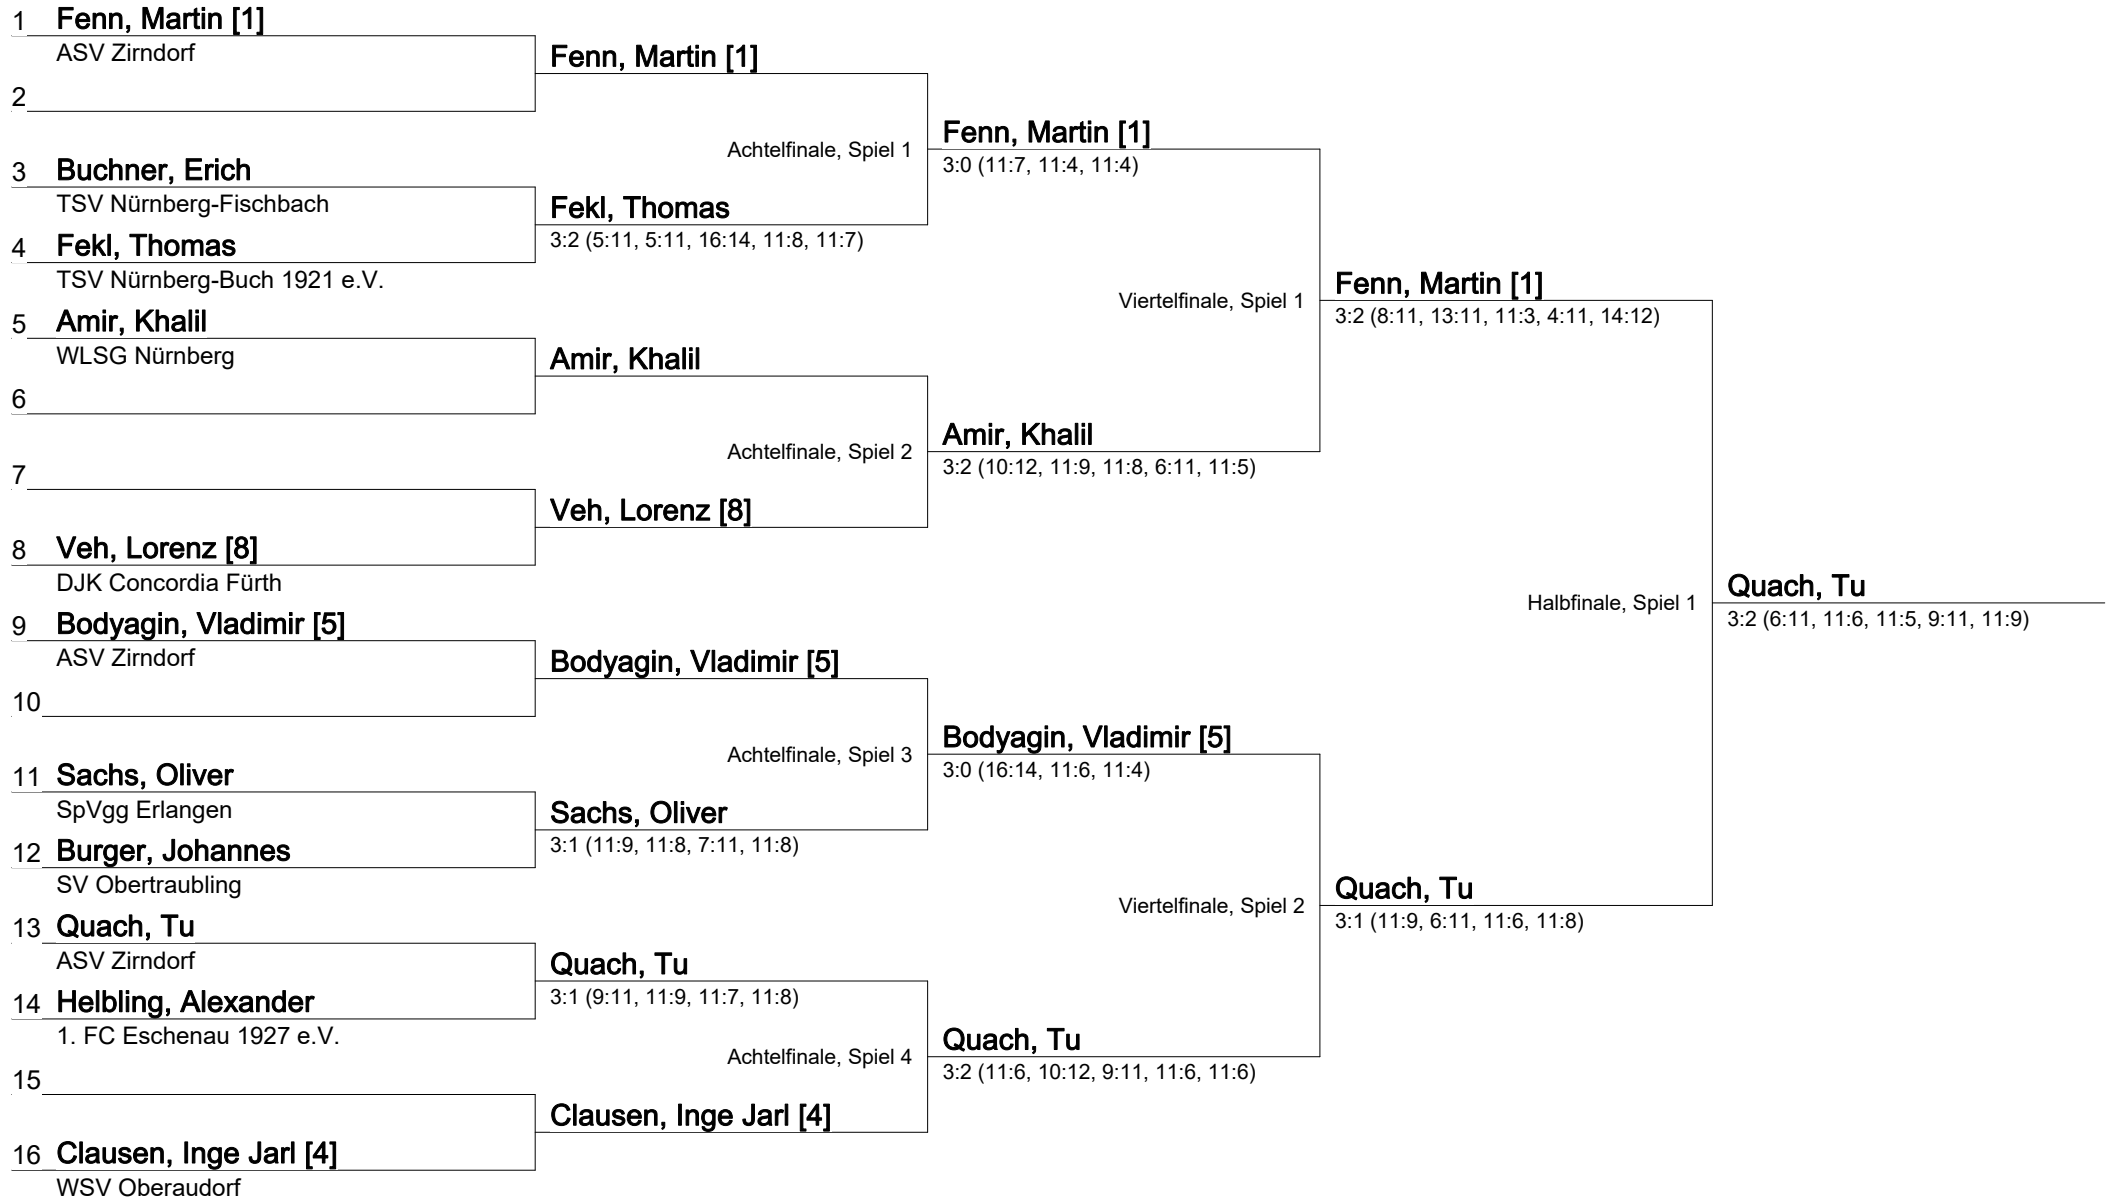 1 Fenn, Martin [1]
ASV Zirndorf
2
3 Buchner, Erich
TSV Nürnberg-Fischbach
4 Fekl, Thomas
TSV Nürnberg-Buch 1921 e.V.
5 Amir, Khalil
WLSG Nürnberg
6
7
8 Veh, Lorenz [8]
DJK Concordia Fürth
9 Bodyagin, Vladimir [5]
ASV Zirndorf
10
11 Sachs, Oliver
SpVgg Erlangen
12 Burger, Johannes
SV Obertraubling
13 Quach, Tu
ASV Zirndorf
14 Helbling, Alexander
1. FC Eschenau 1927 e.V.
15
16 Clausen, Inge Jarl [4]
WSV Oberaudorf
Fenn, Martin [1]
Achtelfinale, Spiel 1
Fekl, Thomas
3:2 (5:11, 5:11, 16:14, 11:8, 11:7)
Amir, Khalil
Achtelfinale, Spiel 2
Veh, Lorenz [8]
Bodyagin, Vladimir [5]
Achtelfinale, Spiel 3
Sachs, Oliver
3:1 (11:9, 11:8, 7:11, 11:8)
Quach, Tu
3:1 (9:11, 11:9, 11:7, 11:8)
Achtelfinale, Spiel 4
Clausen, Inge Jarl [4]
Fenn, Martin [1]
3:0 (11:7, 11:4, 11:4)
Viertelfinale, Spiel 1
Amir, Khalil
3:2 (10:12, 11:9, 11:8, 6:11, 11:5)
Bodyagin, Vladimir [5]
3:0 (16:14, 11:6, 11:4)
Viertelfinale, Spiel 2
Quach, Tu
3:2 (11:6, 10:12, 9:11, 11:6, 11:6)
Fenn, Martin [1]
3:2 (8:11, 13:11, 11:3, 4:11, 14:12)
Halbfinale, Spiel 1
Quach, Tu
3:1 (11:9, 6:11, 11:6, 11:8)
Quach, Tu
3:2 (6:11, 11:6, 11:5, 9:11, 11:9)